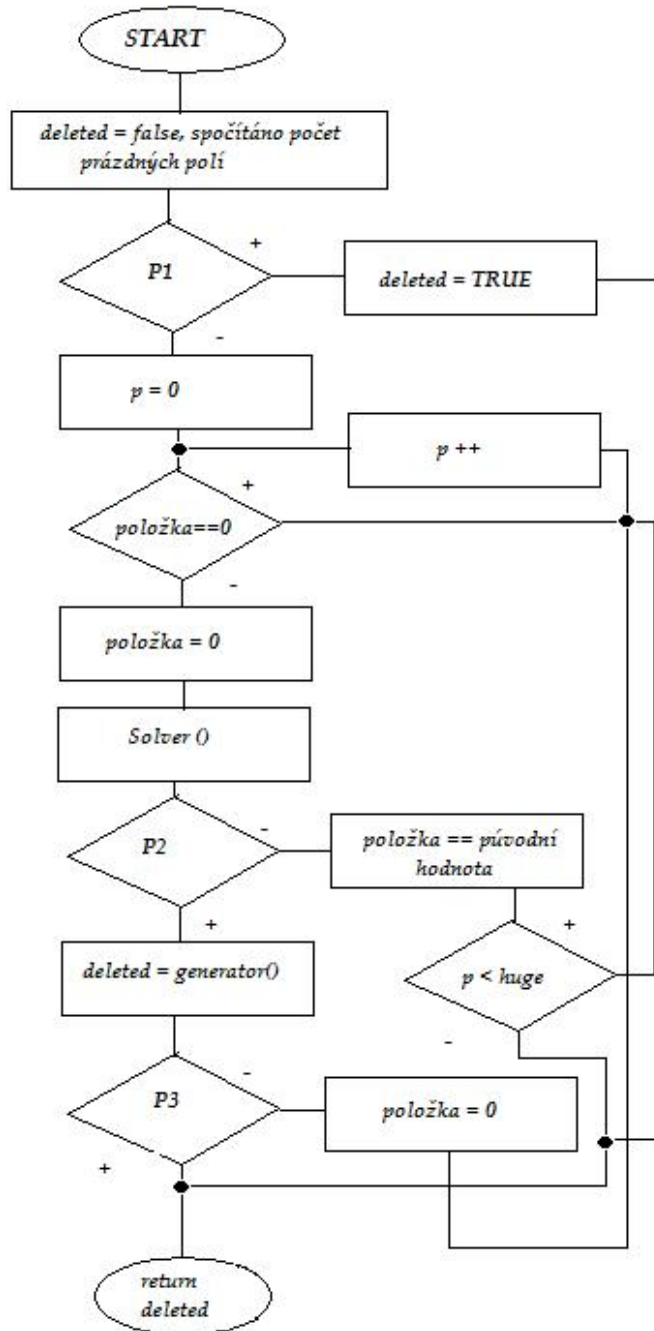 START
deleted = false, spočítáno počet
prázdných polí
+
P1
deleted = TRUE
-
p = 0
p ++
+
položka==0
-
položka = 0
Solver ()
-
P2
položka == púvodní
hodnota
+
+
deleted = generator()
p < huge
-
-
P3
položka = 0
+
return
deleted